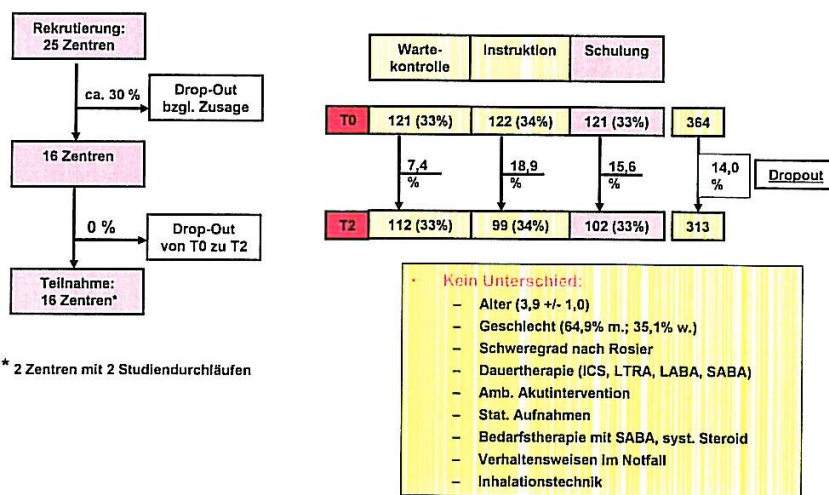 Rekrutierung:
25 Zentren
ca. 30 %
Drop-Out
bzgl. Zusage
16 Zentren
0 %
Drop-Out
von T0 zu T2
Teilnahme:
16 Zentren*
* 2 Zentren mit 2 Studiendurchläufen
Warte-
kontrolle
Instruktion
Schulung
T0
121 (33%)
122 (34%)
121 (33%)
364
7,4
%
18,9
%
15,6
%
14,0
%
Dropout
T2
112 (33%)
99 (34%)
102 (33%)
313
• Kein Unterschied:
– Alter (3,9 +/- 1,0)
– Geschlecht (64,9% m.; 35,1% w.)
– Schweregrad nach Rosier
– Dauertherapie (ICS, LTRA, LABA, SABA)
– Amb. Akutintervention
– Stat. Aufnahmen
– Bedarfstherapie mit SABA, syst. Steroid
– Verhaltensweisen im Notfall
– Inhalationstechnik